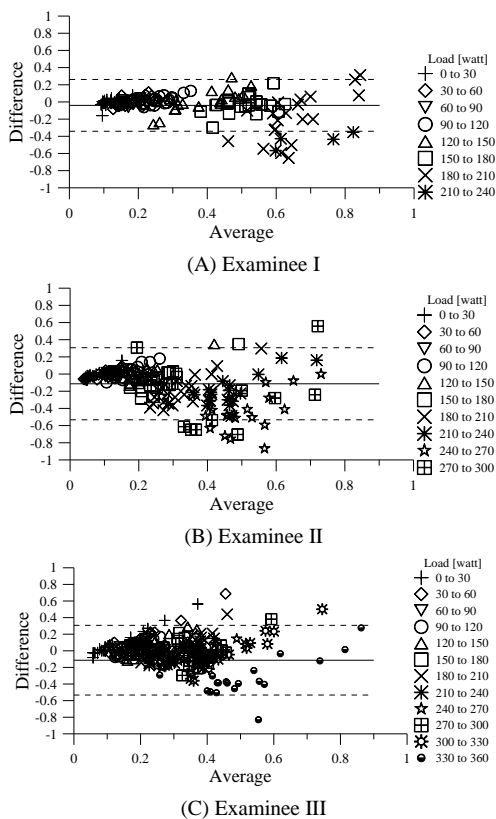 1
0.8
0.6
0.4
0.2
0
-0.2
-0.4
-0.6
-0.8
-1
Difference
0 0.2 0.4 0.6 0.8 1
Average
Load [watt]
0 to 30
30 to 60
60 to 90
90 to 120
120 to 150
150 to 180
180 to 210
210 to 240
(A) Examinee I
1
0.8
0.6
0.4
0.2
0
-0.2
-0.4
-0.6
-0.8
-1
Difference
0 0.2 0.4 0.6 0.8 1
Average
Load [watt]
0 to 30
30 to 60
60 to 90
90 to 120
120 to 150
150 to 180
180 to 210
210 to 240
240 to 270
270 to 300
(B) Examinee II
1
0.8
0.6
0.4
0.2
0
-0.2
-0.4
-0.6
-0.8
-1
Difference
0 0.2 0.4 0.6 0.8 1
Average
Load [watt]
0 to 30
30 to 60
60 to 90
90 to 120
120 to 150
150 to 180
180 to 210
210 to 240
240 to 270
270 to 300
300 to 330
330 to 360
(C) Examinee III